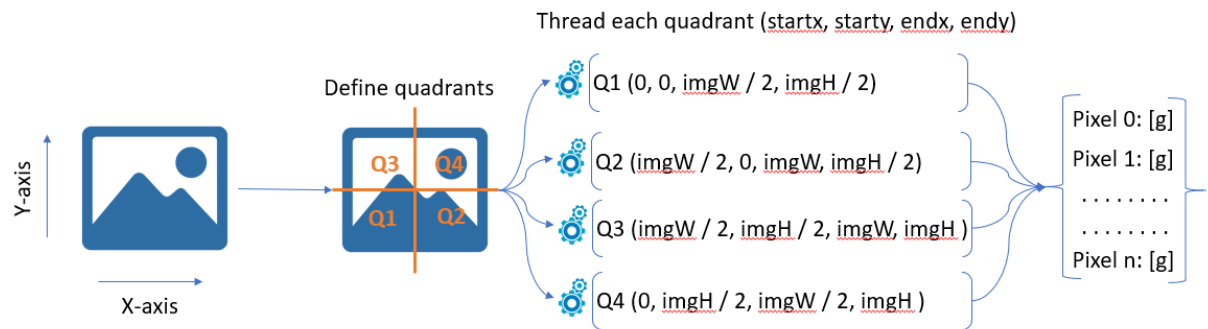 Thread each quadrant (startx, starty, endx, endy)
Define quadrants
Y-axis
X-axis
Q3
Q4
Q1
Q2
Q1 (0, 0, imgW / 2, imgH / 2)
Q2 (imgW / 2, 0, imgW, imgH / 2)
Q3 (imgW / 2, imgH / 2, imgW, imgH )
Q4 (0, imgH / 2, imgW / 2, imgH )
Pixel 0: [g]
Pixel 1: [g]
. . . . . . . .
. . . . . . . .
Pixel n: [g]